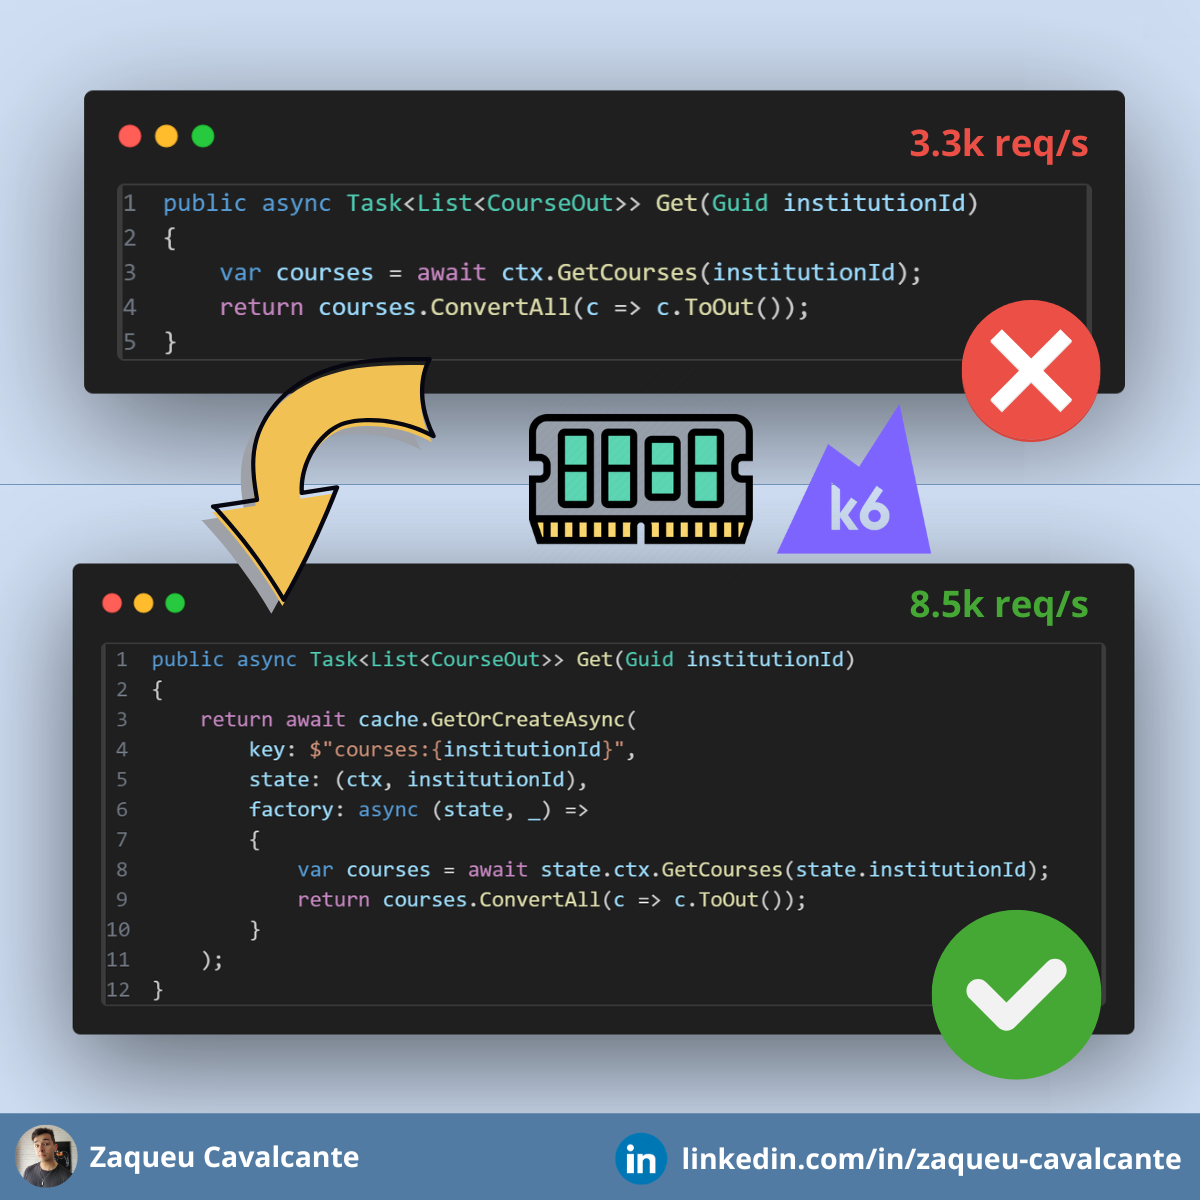 3.3k req/s
1 public async Task<List<CourseOut>> Get(Guid institutionId)
2 {
3     var courses = await ctx.GetCourses(institutionId);
4     return courses.ConvertAll(c => c.ToOut());
5 }
k6
8.5k req/s
1 public async Task<List<CourseOut>> Get(Guid institutionId)
2 {
3     return await cache.GetOrCreateAsync(
4         key: $"courses:{institutionId}",
5         state: (ctx, institutionId),
6         factory: async (state, _) =>
7         {
8             var courses = await state.ctx.GetCourses(state.institutionId);
9             return courses.ConvertAll(c => c.ToOut());
10         }
11     );
12 }
Zaqueu Cavalcante
in linkedin.com/in/zaqueu-cavalcante